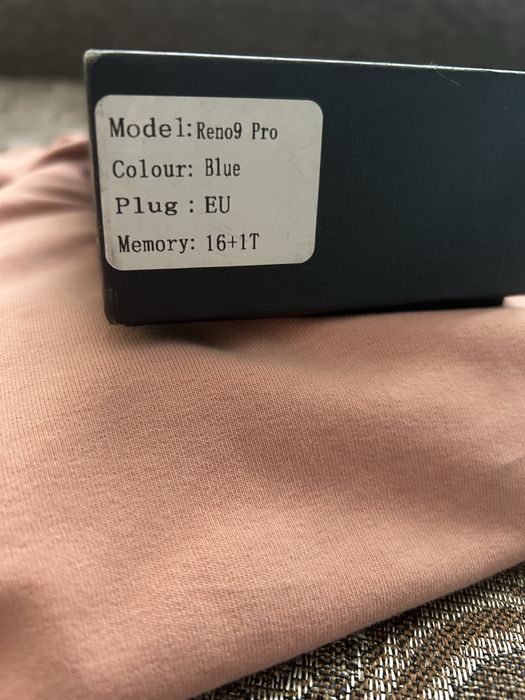 Model:Reno9 Pro
Colour: Blue
Plug : EU
Memory: 16+1T